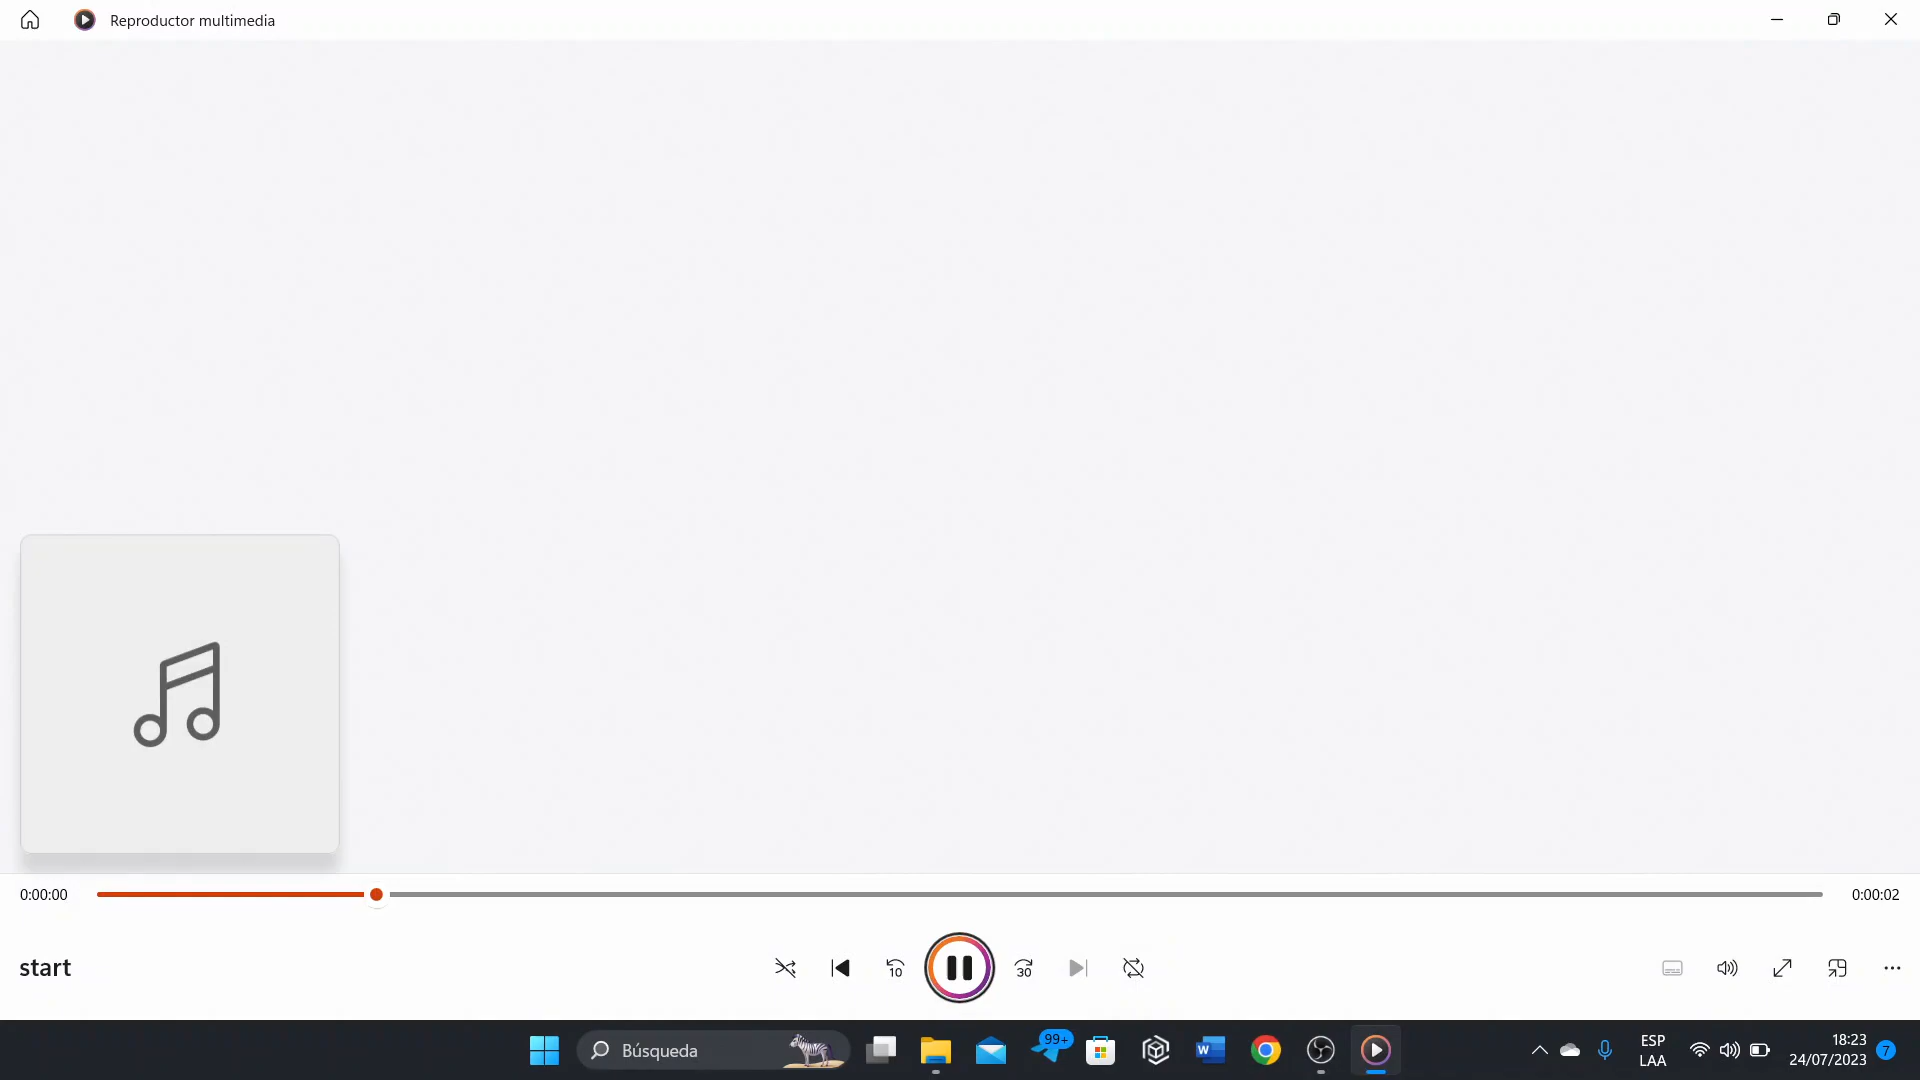 Reproductor multimedia
0:00:00
0:00:02
start
10
30
Búsqueda
99+
W
ESP
LAA
18:23
24/07/2023
7